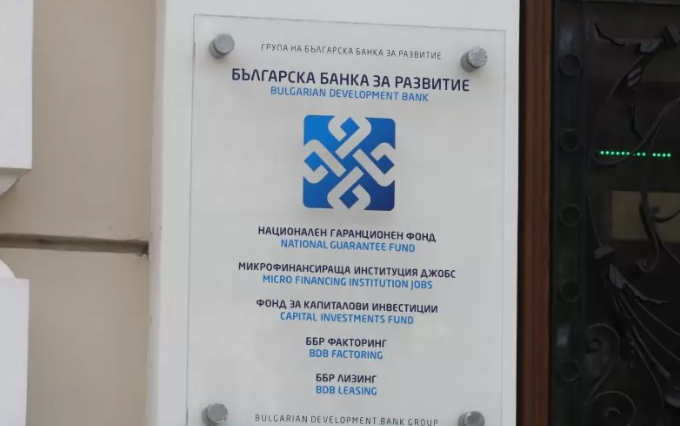 ГРУПА НА БЪЛГАРСКА БАНКА ЗА РАЗВИТИЕ
БЪЛГАРСКА БАНКА ЗА РАЗВИТИЕ
BULGARIAN DEVELOPMENT BANK
НАЦИОНАЛЕН ГАРАНЦИОНЕН ФОНД
NATIONAL GUARANTEE FUND
МИКРОФИНАНСИРАЩА ИНСТИТУЦИЯ ДЖОБС
MICRO FINANCING INSTITUTION JOBS
ФОНД ЗА КАПИТАЛОВИ ИНВЕСТИЦИИ
CAPITAL INVESTMENTS FUND
ББР ФАКТОРИНГ
BDB FACTORING
ББР ЛИЗИНГ
BDB LEASING
BULGARIAN DEVELOPMENT BANK GROUP